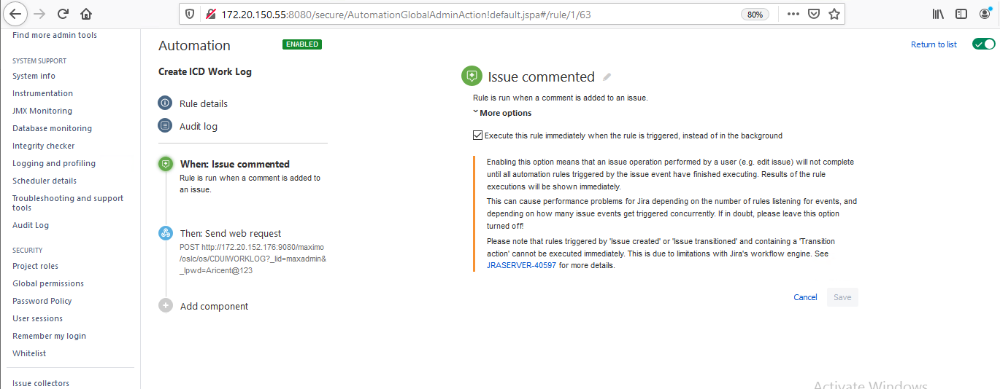 172.20.150.55:8080/secure/AutomationGlobalAdminAction!default.jspa#/rule/1/63
80%
Find more admin tools
SYSTEM SUPPORT
System info
Instrumentation
JMX Monitoring
Database monitoring
Integrity checker
Logging and profiling
Scheduler details
Troubleshooting and support
tools
Audit Log
SECURITY
Project roles
Global permissions
Password Policy
User sessions
Remember my login
Whitelist
Issue collectors
Automation
ENABLED
Return to list
Create ICD Work Log
Rule details
Audit log
When: Issue commented
Rule is run when a comment is added to
an issue.
Then: Send web request
POST http://172.20.152.176:9080/maximo
/oslc/os/CDUIWORKLOG?_lid=maxadmin&
_lpwd=Aricent@123
Add component
Issue commented
Rule is run when a comment is added to an issue.
More options
Execute this rule immediately when the rule is triggered, instead of in the background
Enabling this option means that an issue operation performed by a user (e.g. edit issue) will not complete
until all automation rules triggered by the issue event have finished executing. Results of the rule
executions will be shown immediately.
This can cause performance problems for Jira depending on the number of rules listening for events, and
depending on how many issue events get triggered concurrently. If in doubt, please leave this option
turned off!
Please note that rules triggered by 'Issue created' or 'Issue transitioned' and containing a 'Transition
action' cannot be executed immediately. This is due to limitations with Jira's workflow engine. See
JRASERVER-40597 for more details.
Cancel
Save
Activate Windows